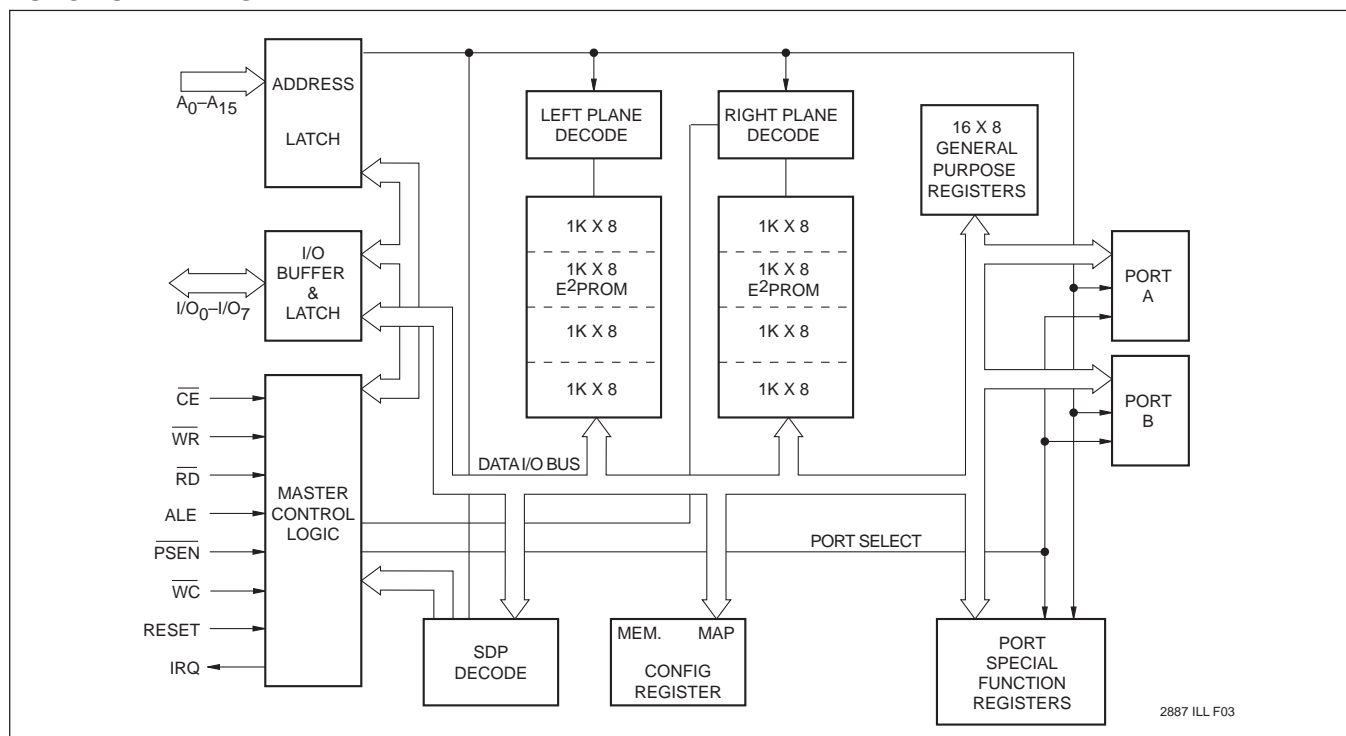 ADDRESS
LATCH
A0–A15
LEFT PLANE
DECODE
RIGHT PLANE
DECODE
16 X 8
GENERAL
PURPOSE
REGISTERS
I/O
BUFFER
&
LATCH
I/O0–I/O7
1K X 8
1K X 8
E2PROM
1K X 8
1K X 8
1K X 8
1K X 8
E2PROM
1K X 8
1K X 8
PORT
A
PORT
B
CE
WR
RD
ALE
PSEN
WC
RESET
IRQ
MASTER
CONTROL
LOGIC
DATA I/O BUS
PORT SELECT
SDP
DECODE
MEM. MAP
CONFIG
REGISTER
PORT
SPECIAL
FUNCTION
REGISTERS
2887 ILL F03